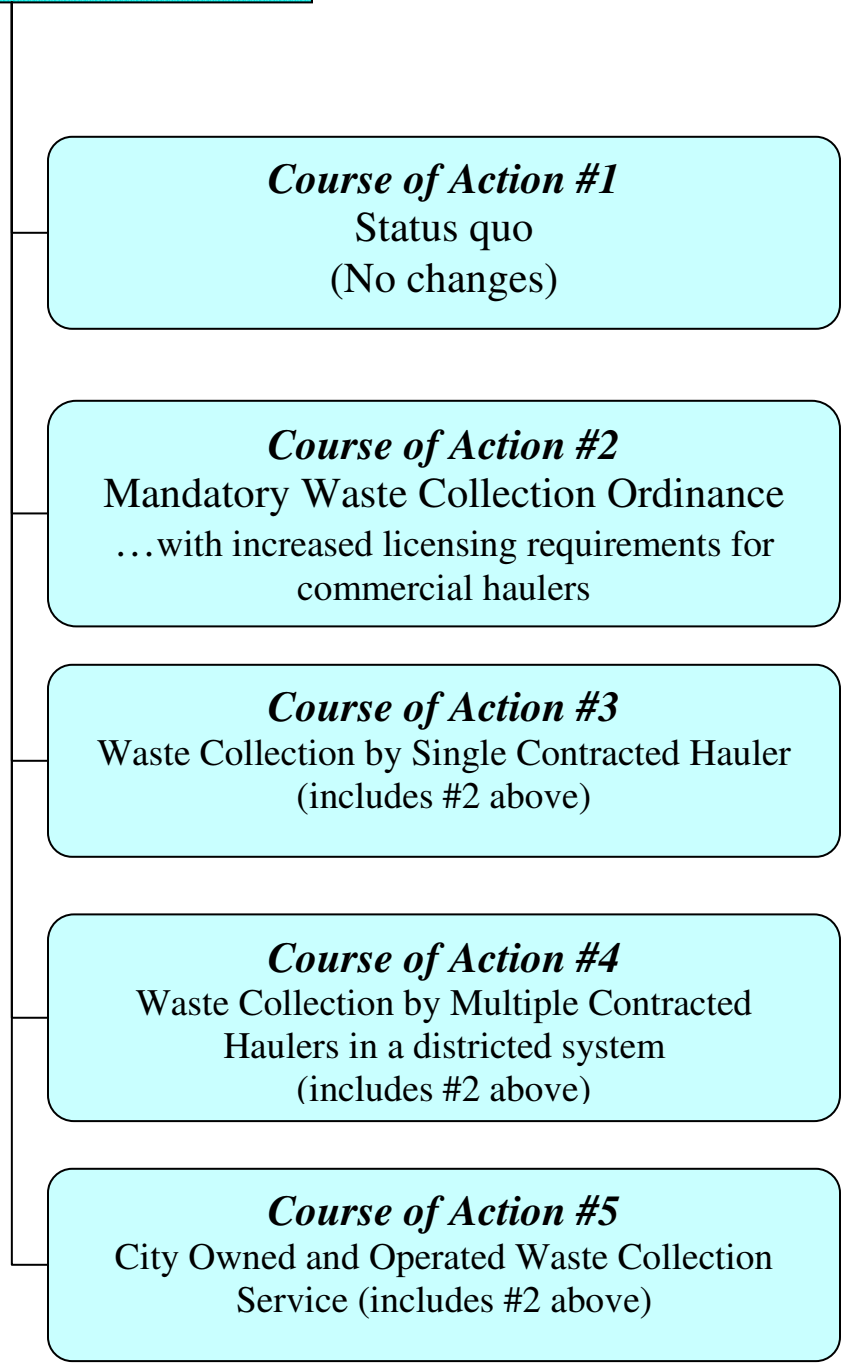 Course of Action #1
Status quo
(No changes)
Course of Action #2
Mandatory Waste Collection Ordinance
…with increased licensing requirements for
commercial haulers
Course of Action #3
Waste Collection by Single Contracted Hauler
(includes #2 above)
Course of Action #4
Waste Collection by Multiple Contracted
Haulers in a districted system
(includes #2 above)
Course of Action #5
City Owned and Operated Waste Collection
Service (includes #2 above)